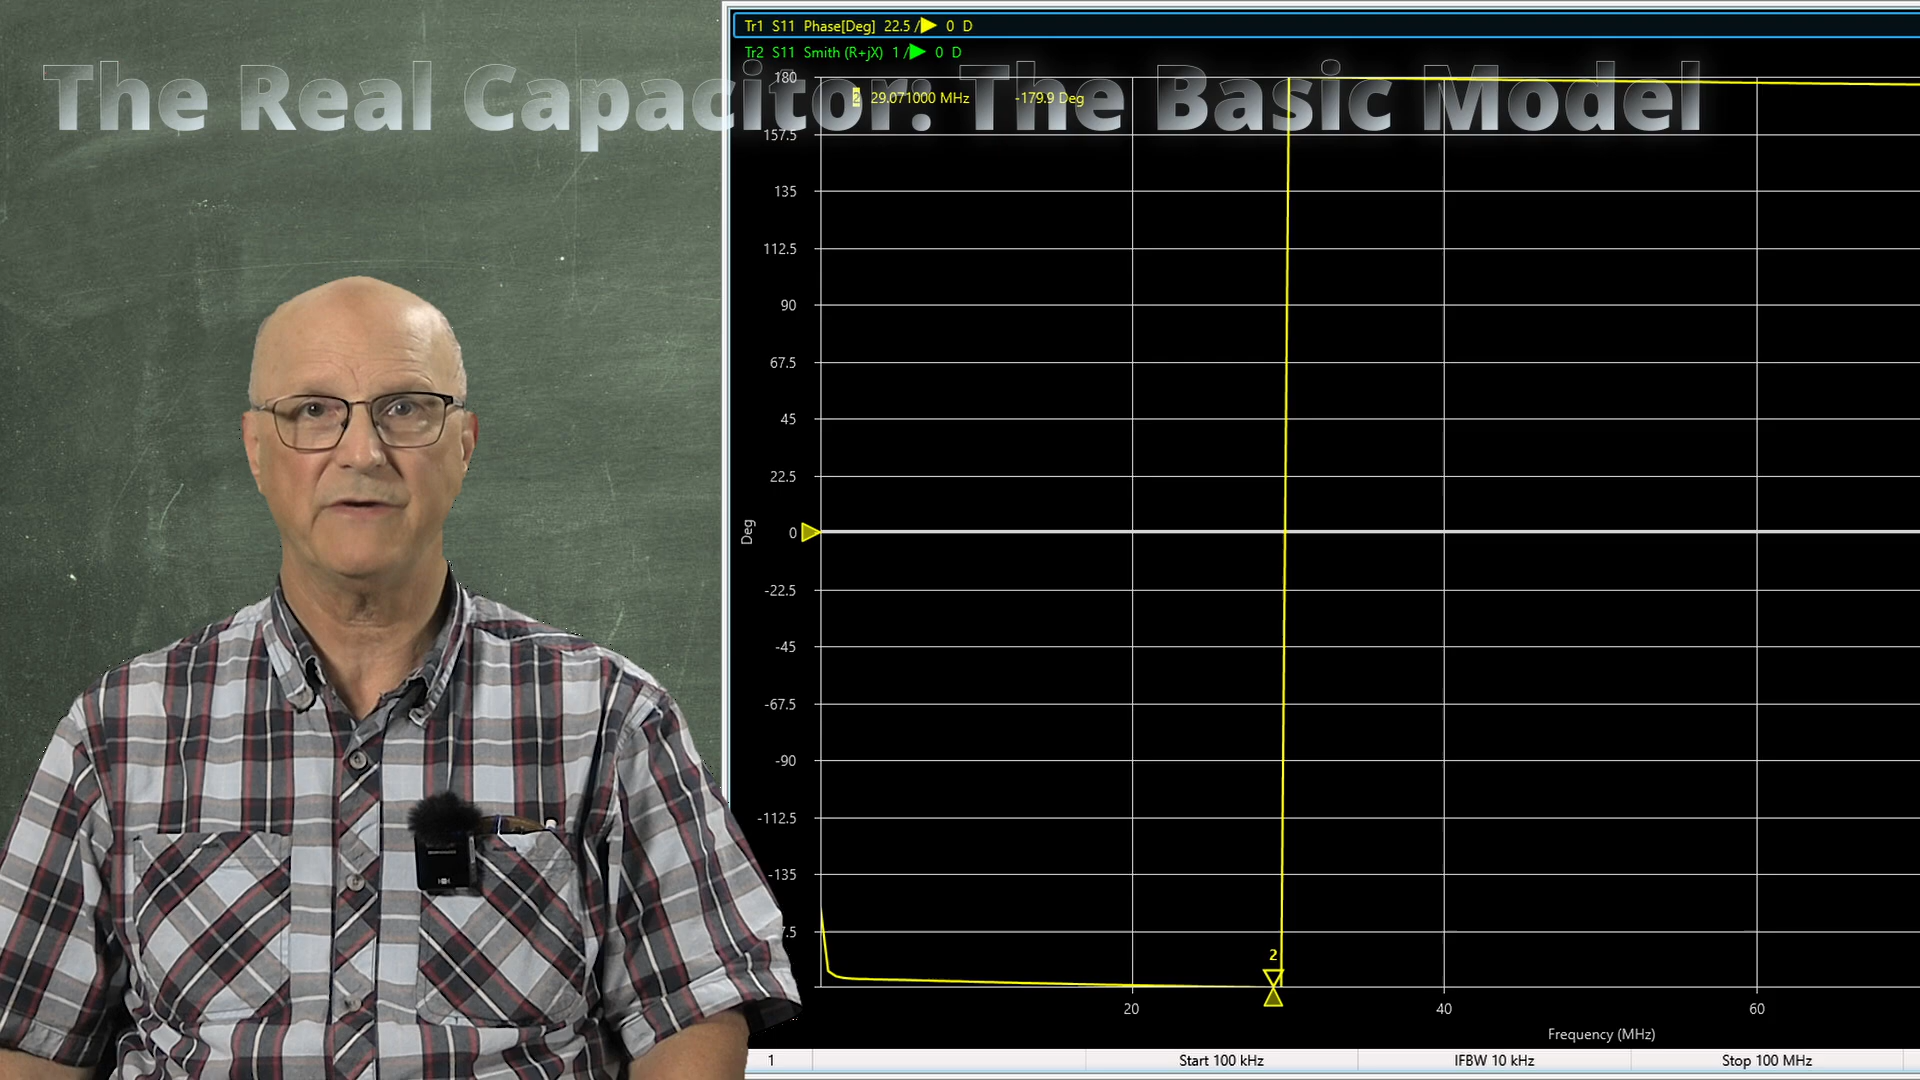 Tr1 S11 Phase[Deg] 22.5 / 0 D
Tr2 S11 Smith (R+jX) 1 / 0 D
The Real Capacitor: The Basic Model
2 29.071000 MHz -179.9 Deg
180
157.5
135
112.5
90
67.5
45
22.5
Deg
0
-22.5
-45
-67.5
-90
-112.5
-135
7.5
2
20 40 60
Frequency (MHz)
1 Start 100 kHz IFBW 10 kHz Stop 100 MHz